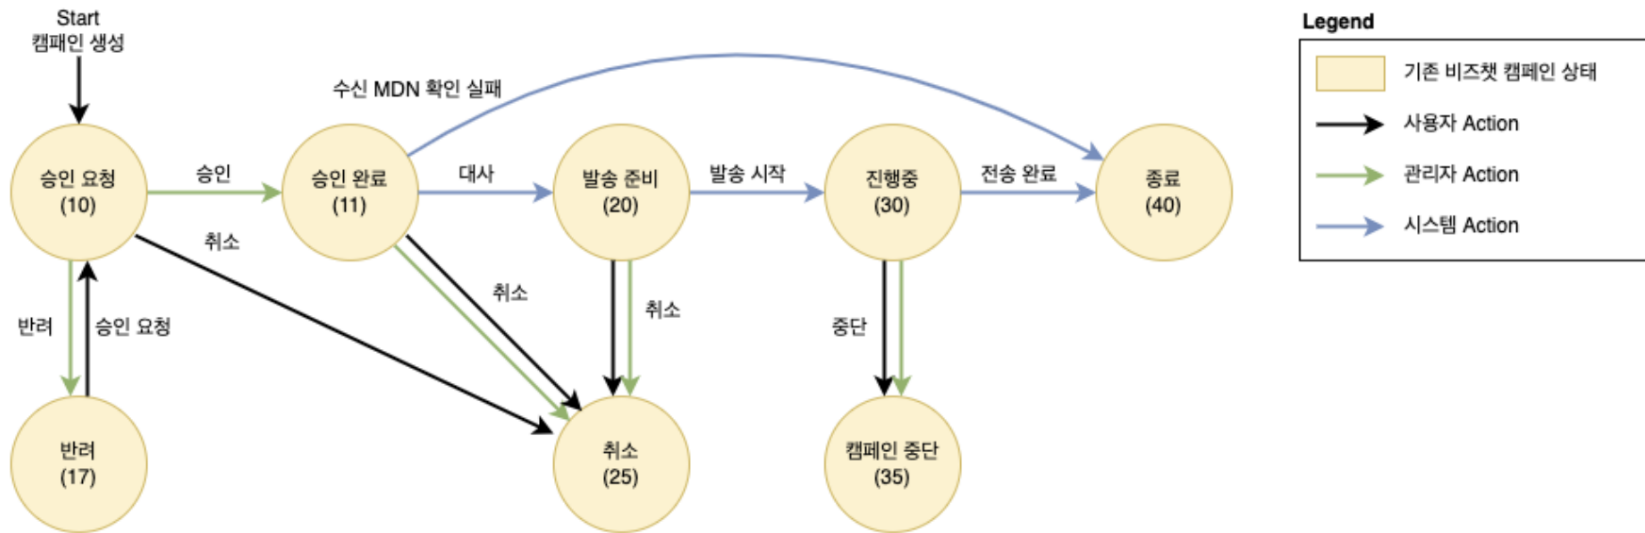 Start
캠패인 생성
수신 MDN 확인 실패
승인 요청
(10)
승인
승인 완료
(11)
대사
발송 준비
(20)
발송 시작
진행중
(30)
전송 완료
종료
(40)
취소
취소
취소
반려
승인 요청
중단
반려
(17)
취소
(25)
캠페인 중단
(35)
Legend
기존 비즈챗 캠페인 상태
사용자 Action
관리자 Action
시스템 Action